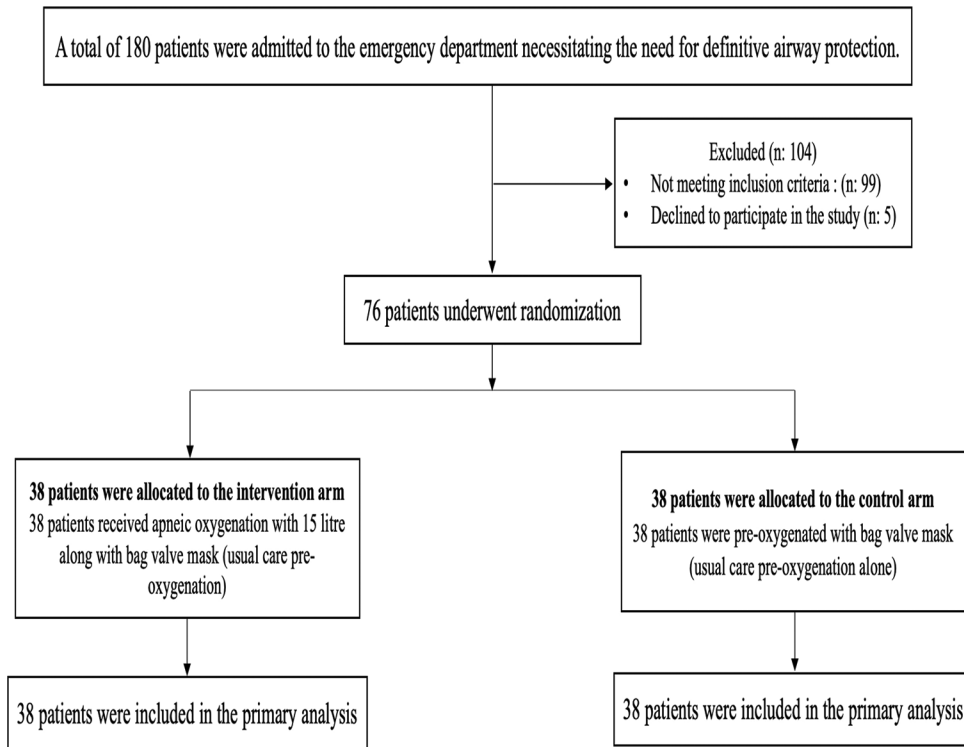 A total of 180 patients were admitted to the emergency department necessitating the need for definitive airway protection.
Excluded (n: 104)
• Not meeting inclusion criteria : (n: 99)
• Declined to participate in the study (n: 5)
76 patients underwent randomization
38 patients were allocated to the intervention arm
38 patients received apneic oxygenation with 15 litre
along with bag valve mask (usual care pre-
oxygenation)
38 patients were allocated to the control arm
38 patients were pre-oxygenated with bag valve mask
(usual care pre-oxygenation alone)
38 patients were included in the primary analysis
38 patients were included in the primary analysis